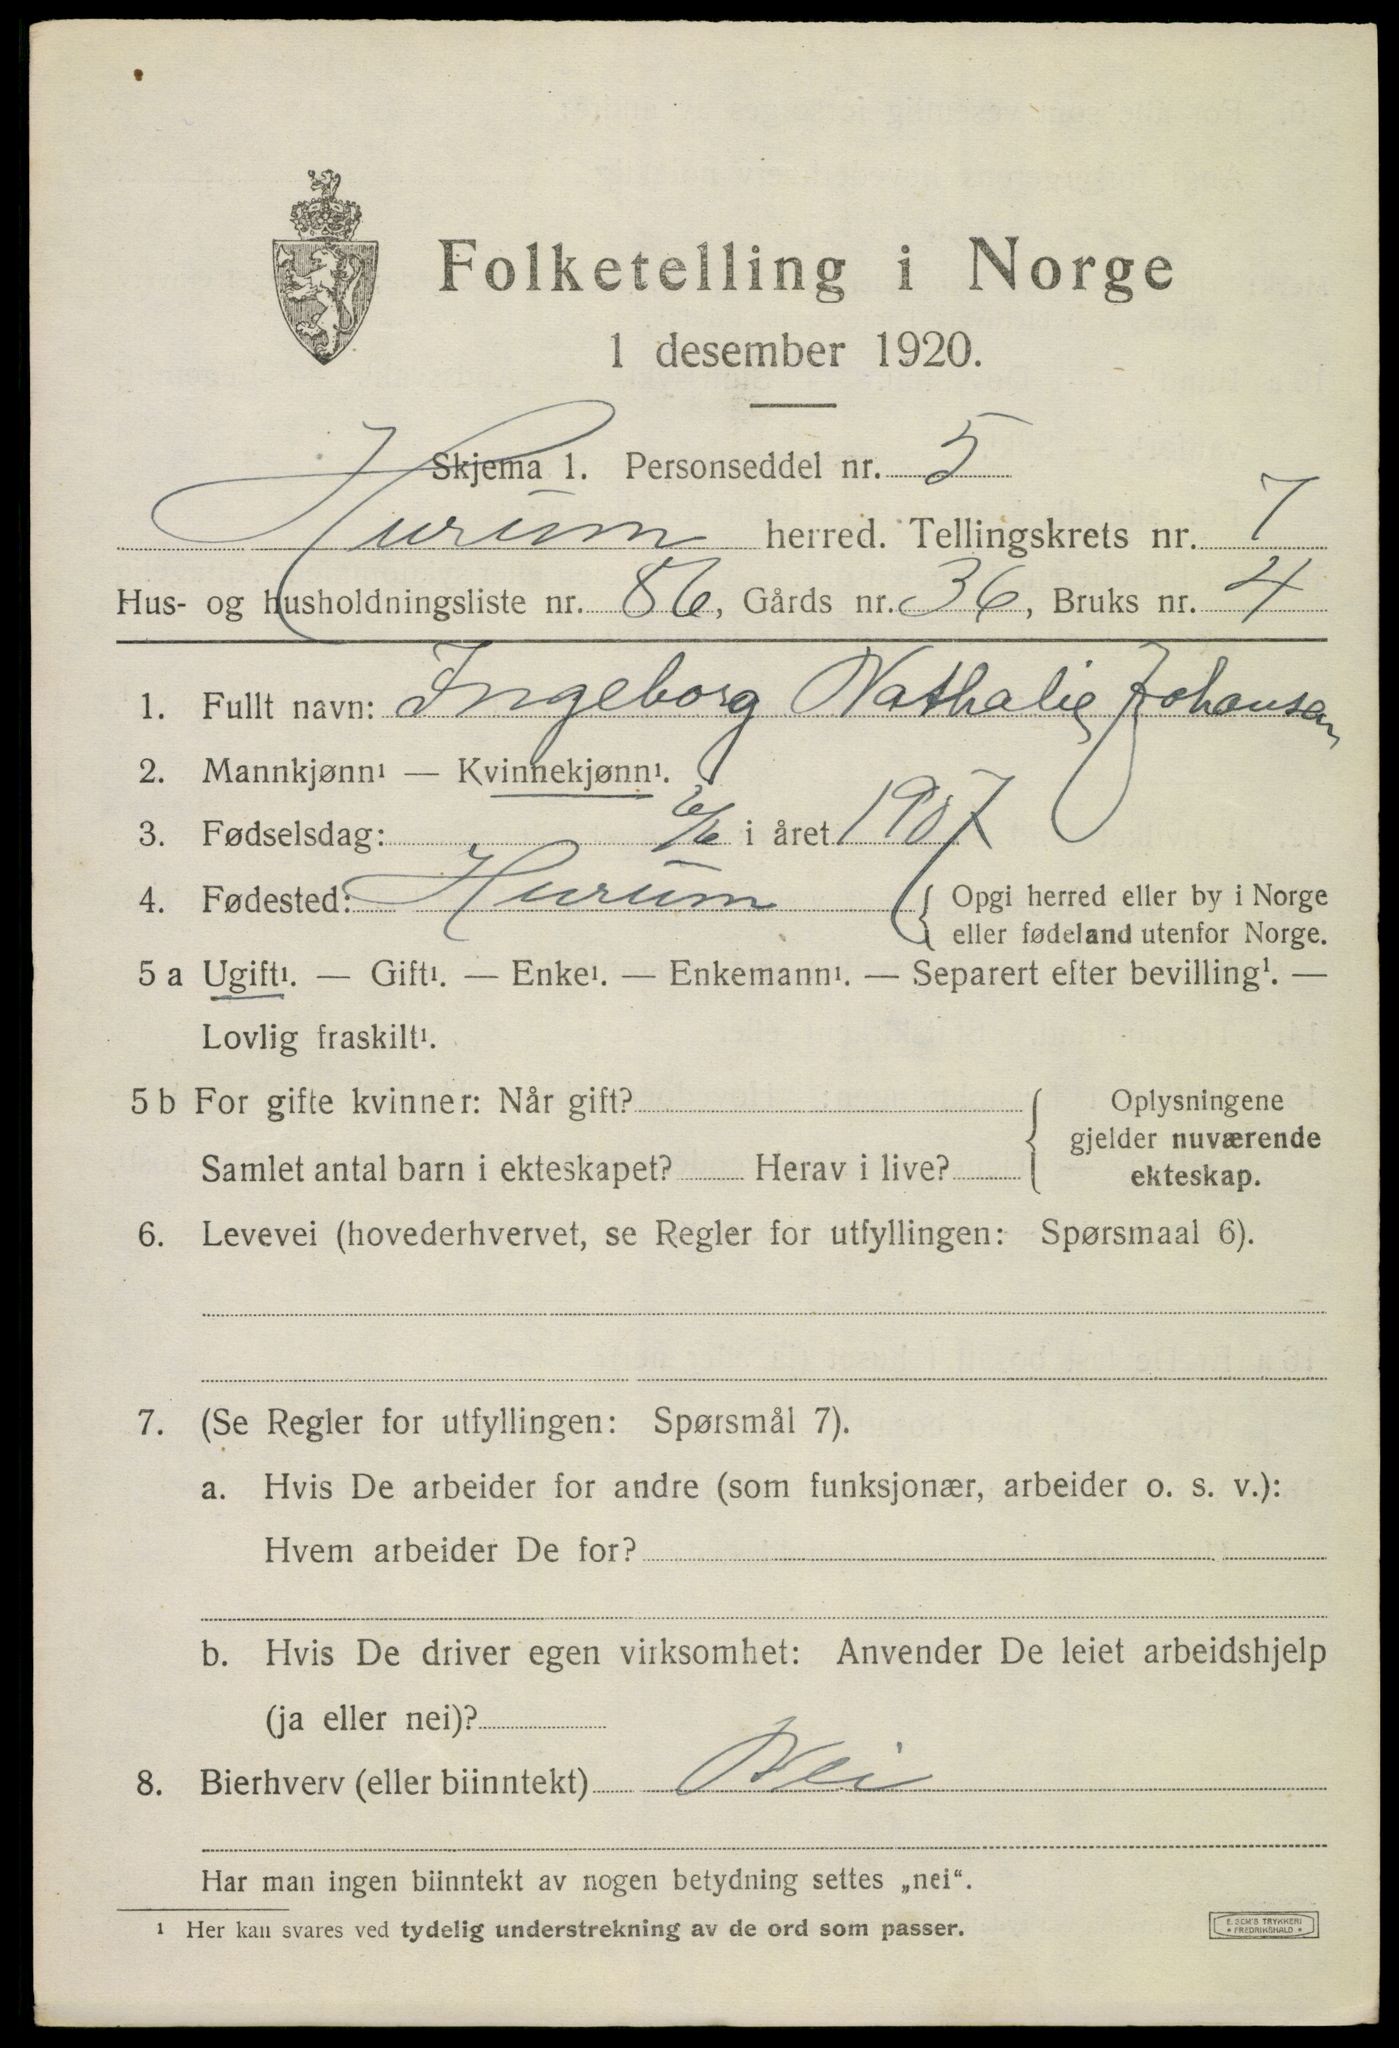 Folketelling i Norge
1 desember 1920.
Skjema 1. Personseddel nr. 5
Hurum herred. Tellingskrets nr. 7
Hus- og husholdningsliste nr. 86, Gårds nr. 36, Bruks nr. 4
1. Fullt navn: Ingeborg Nathalie Johansen
2. Mannkjønn¹ — Kvinnekjønn¹.
3. Fødselsdag: 6/6 i året 1907
4. Fødested: Hurum { Opgi herred eller by i Norge
eller fødeland utenfor Norge.
5 a Ugift¹. — Gift¹. — Enke¹. — Enkemann¹. — Separert efter bevilling¹. —
Lovlig fraskilt¹.
5 b For gifte kvinner: Når gift? { Oplysningene
gjelder nuværende
Samlet antal barn i ekteskapet? Herav i live? ekteskap.
6. Levevei (hovederhvervet, se Regler for utfyllingen: Spørsmaal 6).
7. (Se Regler for utfyllingen: Spørsmål 7).
a. Hvis De arbeider for andre (som funksjonær, arbeider o. s. v.):
Hvem arbeider De for?
b. Hvis De driver egen virksomhet: Anvender De leiet arbeidshjelp
(ja eller nei)?
8. Bierhverv (eller biinntekt) Nei
Har man ingen biinntekt av nogen betydning settes „nei“.
¹ Her kan svares ved tydelig understrekning av de ord som passer.
E. SEM'S TRYKKERI
• FREDRIKSHALD •